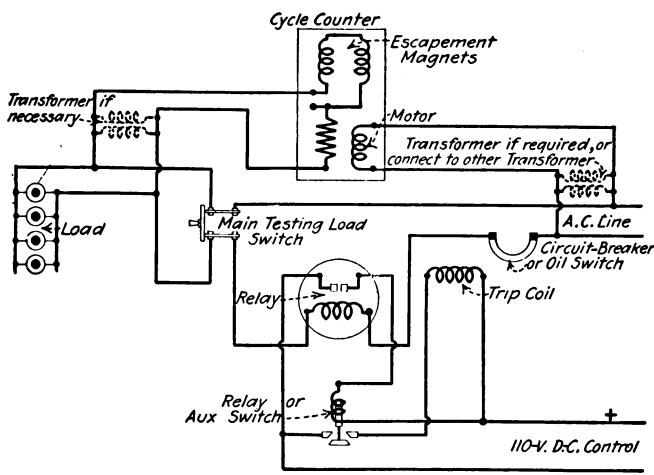 Cycle Counter
Escapement
Magnets
Transformer if
necessary
Motor
Transformer if required, or
connect to other Transformer
Load
Main Testing Load
Switch
A.C. Line
Circuit-Breaker
or Oil Switch
Relay
Trip Coil
Relay or
Aux Switch
+
110-V. D.C. Control